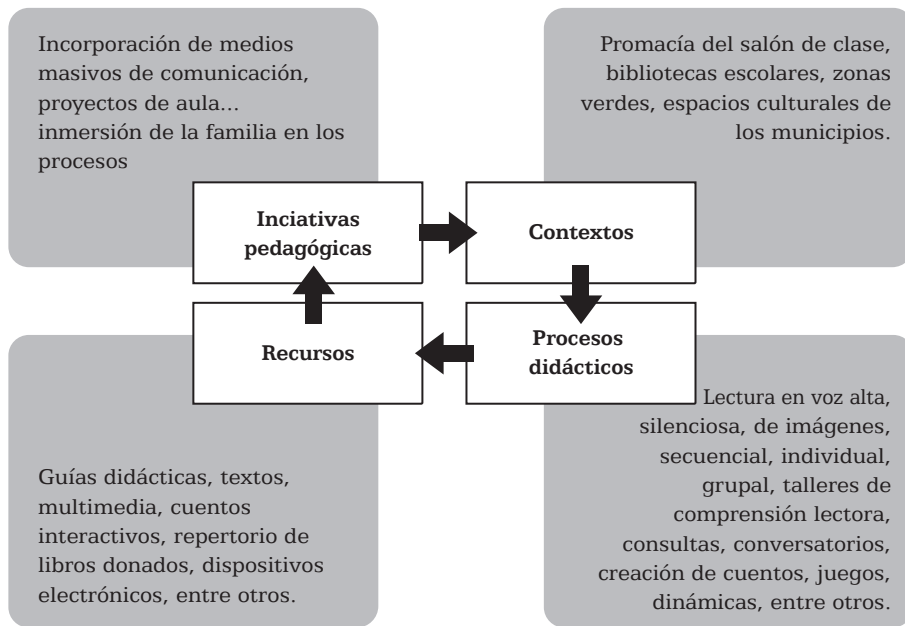 Incorporación de medios
masivos de comunicación,
proyectos de aula...
inmersión de la familia en los
procesos
Promacía del salón de clase,
bibliotecas escolares, zonas
verdes, espacios culturales de
los municipios.
Inciativas
pedagógicas
Contextos
Recursos
Procesos
didácticos
Guías didácticas, textos,
multimedia, cuentos
interactivos, repertorio de
libros donados, dispositivos
electrónicos, entre otros.
Lectura en voz alta,
silenciosa, de imágenes,
secuencial, individual,
grupal, talleres de
comprensión lectora,
consultas, conversatorios,
creación de cuentos, juegos,
dinámicas, entre otros.